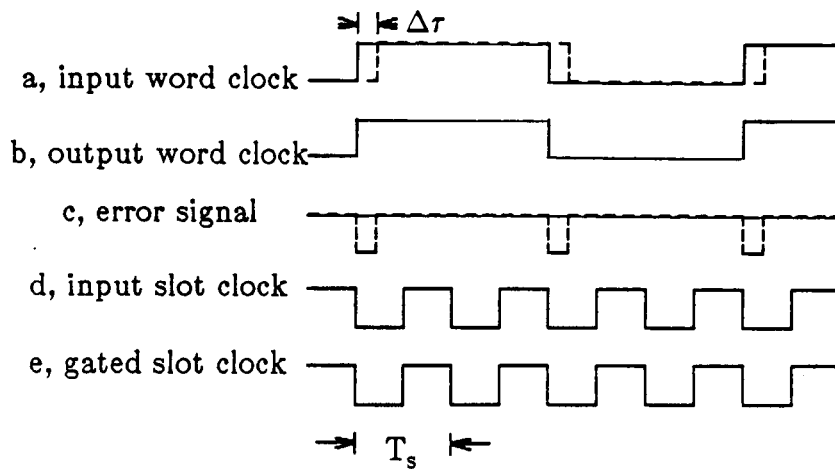 Δτ
a, input word clock
b, output word clock
c, error signal
d, input slot clock
e, gated slot clock
Tₛ